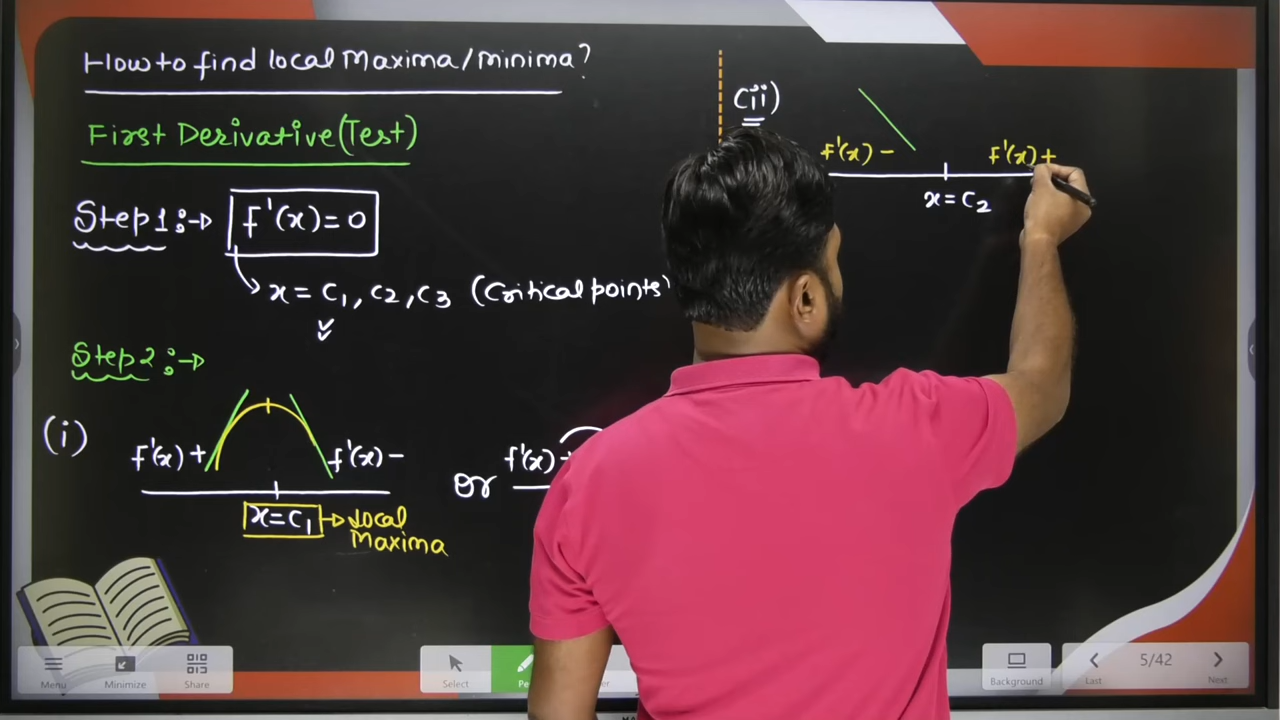 How to find local Maxima/minima?
First Derivative (Test)
Step 1 :→ f'(x)=0
x = C₁, C₂, C₃ (Critical points)
Step 2 :→
(i)
f'(x) + f'(x) -
x = C₁ → Local
Maxima
or f'(x)
(ii)
f'(x) - f'(x) +
x = C₂
Menu Minimize Share
Select
Background Last 5/42 Next